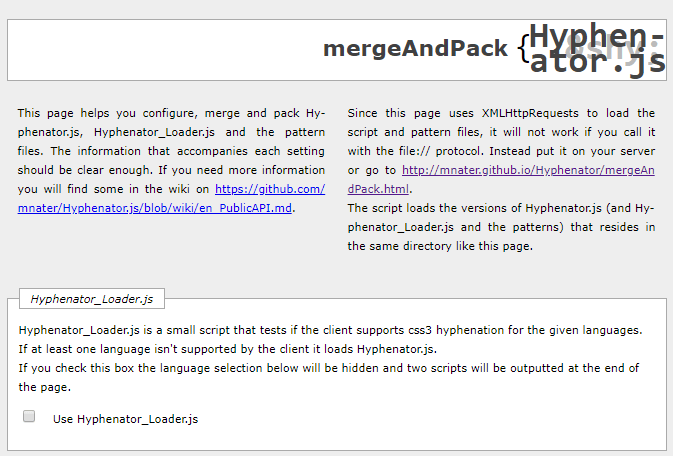 mergeAndPack {
Hyphen-
ator.js
&shy;
This page helps you configure, merge and pack Hy-
phenator.js, Hyphenator_Loader.js and the pattern
files. The information that accompanies each setting
should be clear enough. If you need more information
you will find some in the wiki on https://github.com/
mnater/Hyphenator.js/blob/wiki/en_PublicAPI.md.
Since this page uses XMLHttpRequests to load the
script and pattern files, it will not work if you call it
with the file:// protocol. Instead put it on your server
or go to http://mnater.github.io/Hyphenator/mergeAn
dPack.html.
The script loads the versions of Hyphenator.js (and Hy-
phenator_Loader.js and the patterns) that resides in
the same directory like this page.
Hyphenator_Loader.js
Hyphenator_Loader.js is a small script that tests if the client supports css3 hyphenation for the given languages.
If at least one language isn't supported by the client it loads Hyphenator.js.
If you check this box the language selection below will be hidden and two scripts will be outputted at the end of
the page.
Use Hyphenator_Loader.js